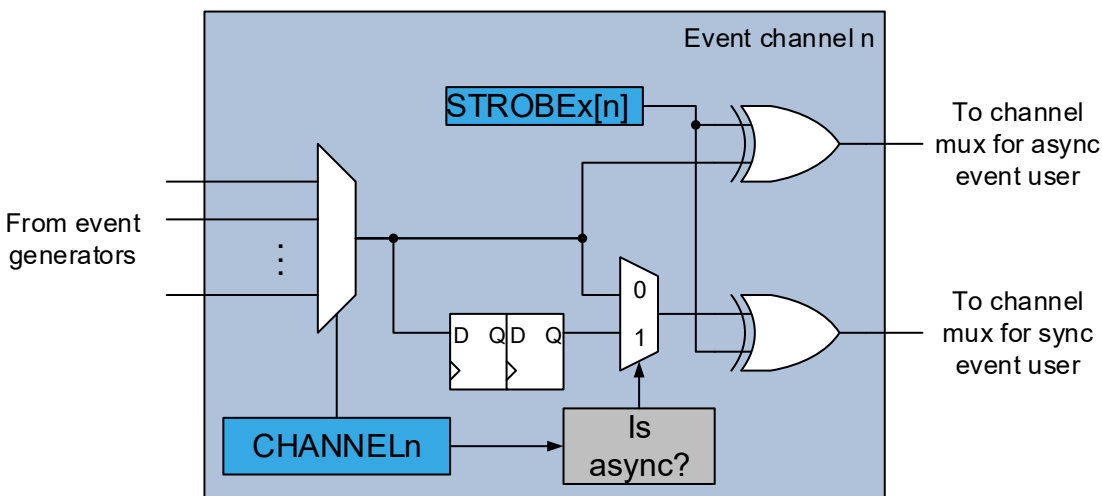 Event channel n
STROBEx[n]
To channel
mux for async
event user
From event
generators
⋮
0
1
D Q D Q
To channel
mux for sync
event user
CHANNELn
Is
async?